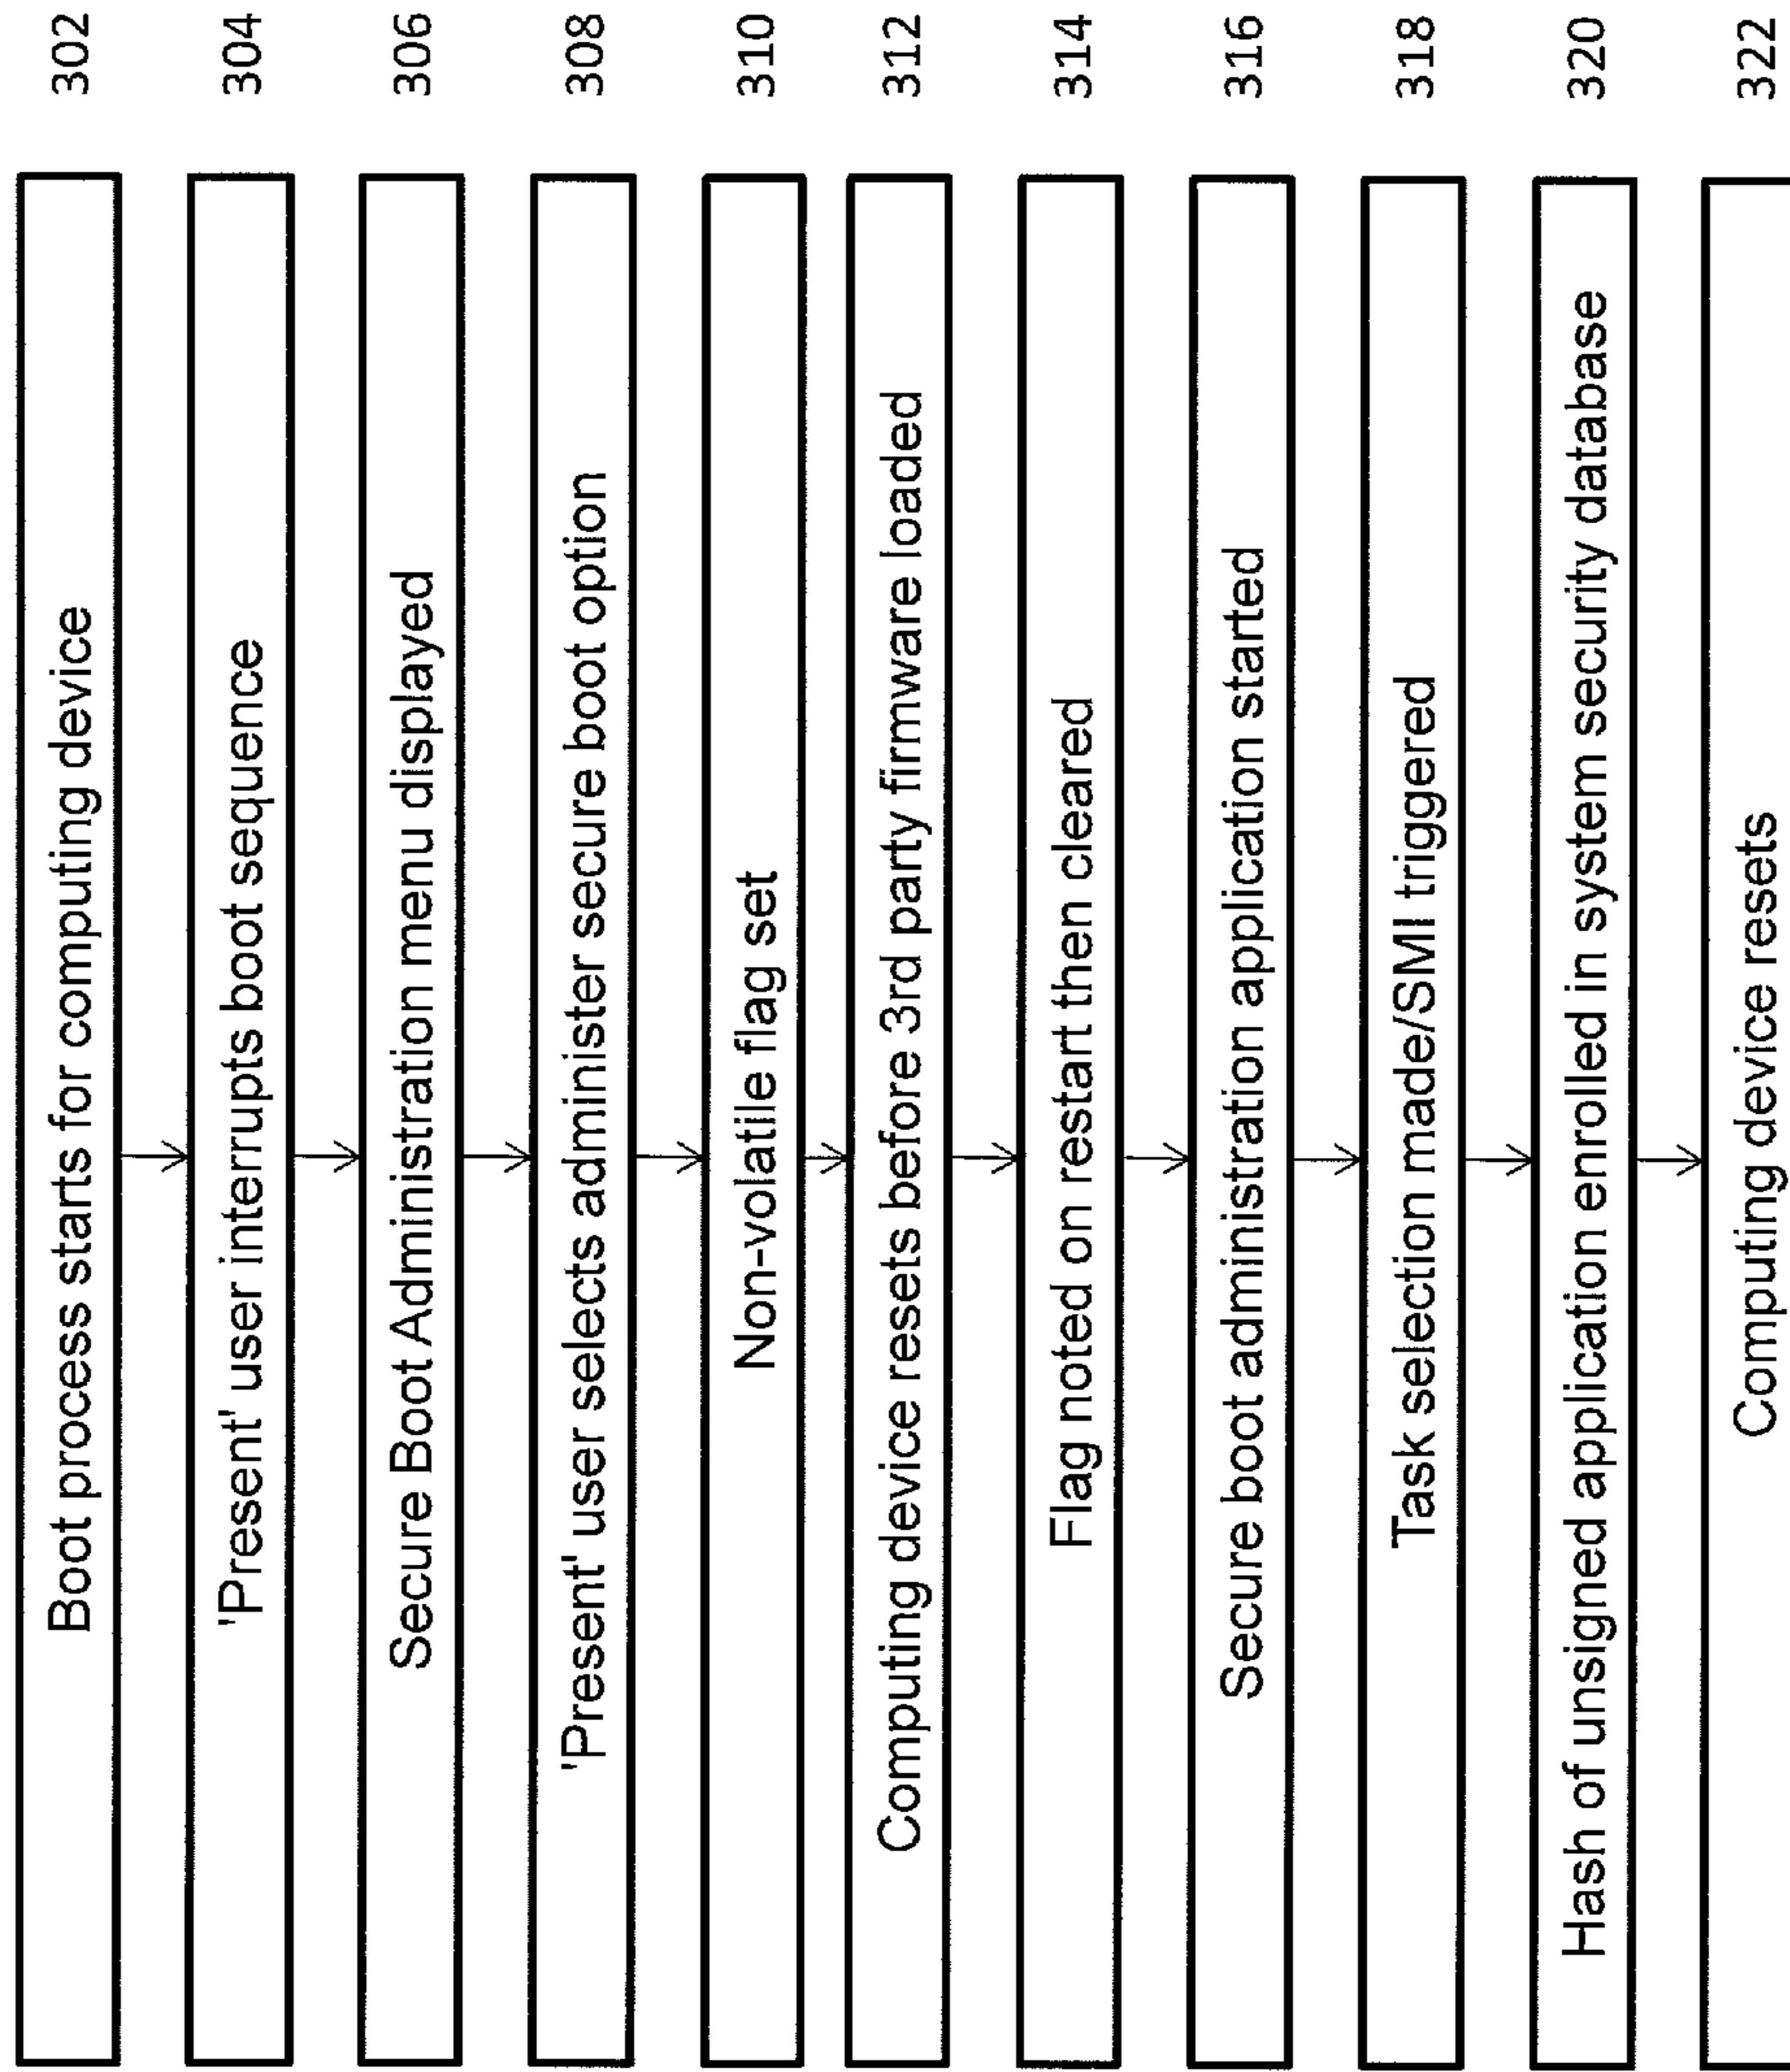 Boot process starts for computing device
302
'Present' user interrupts boot sequence
304
Secure Boot Administration menu displayed
306
'Present' user selects administer secure boot option
308
Non-volatile flag set
310
Computing device resets before 3rd party firmware loaded
312
Flag noted on restart then cleared
314
Secure boot administration application started
316
Task selection made/SMI triggered
318
Hash of unsigned application enrolled in system security database
320
Computing device resets
322